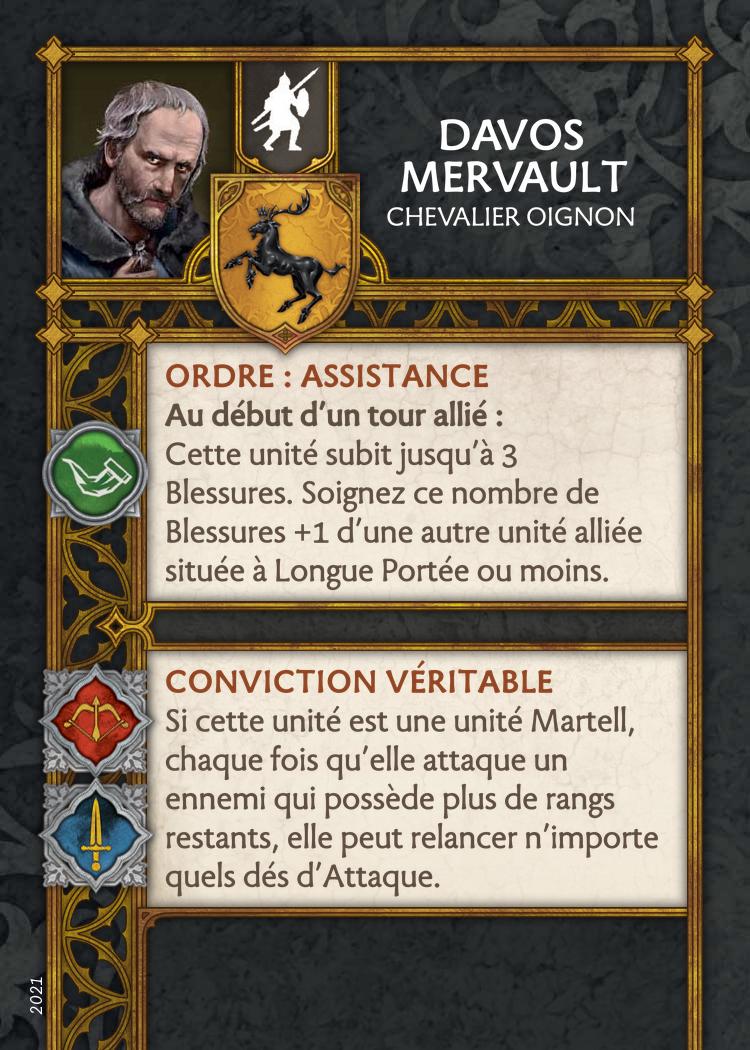 DAVOS
MERVAULT
CHEVALIER OIGNON
ORDRE : ASSISTANCE
Au début d'un tour allié :
Cette unité subit jusqu'à 3
Blessures. Soignez ce nombre de
Blessures +1 d'une autre unité alliée
située à Longue Portée ou moins.
CONVICTION VÉRITABLE
Si cette unité est une unité Martell,
chaque fois qu'elle attaque un
ennemi qui possède plus de rangs
restants, elle peut relancer n'importe
quels dés d'Attaque.
2021